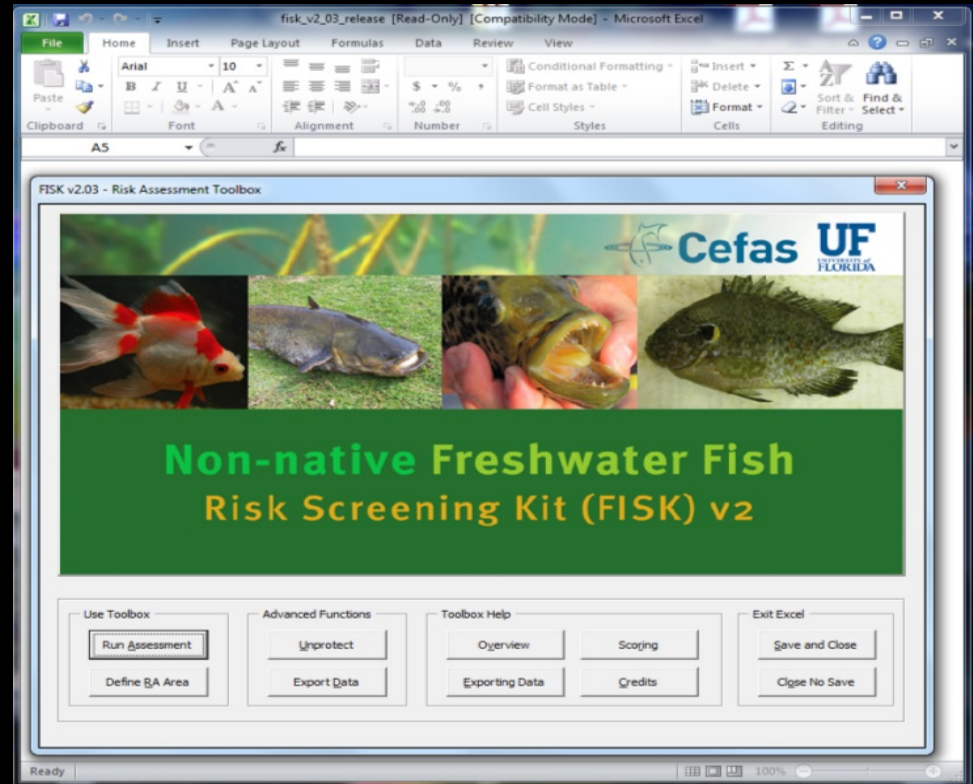 fisk_v2_03_release [Read-Only] [Compatibility Mode] - Microsoft Excel
File Home Insert Page Layout Formulas Data Review View
Arial 10 Conditional Formatting Insert
Paste B I U A A Format as Table $ % , Delete Sort & Find &
Cell Styles Format Filter Select
Clipboard Font Alignment Number Styles Cells Editing
A5 fx
FISK v2.03 - Risk Assessment Toolbox
Cefas UF
UNIVERSITY of
FLORIDA
Non-native Freshwater Fish
Risk Screening Kit (FISK) v2
Use Toolbox Advanced Functions Toolbox Help Exit Excel
Run Assessment Unprotect Overview Scoring Save and Close
Define RA Area Export Data Exporting Data Credits Close No Save
Ready 100%